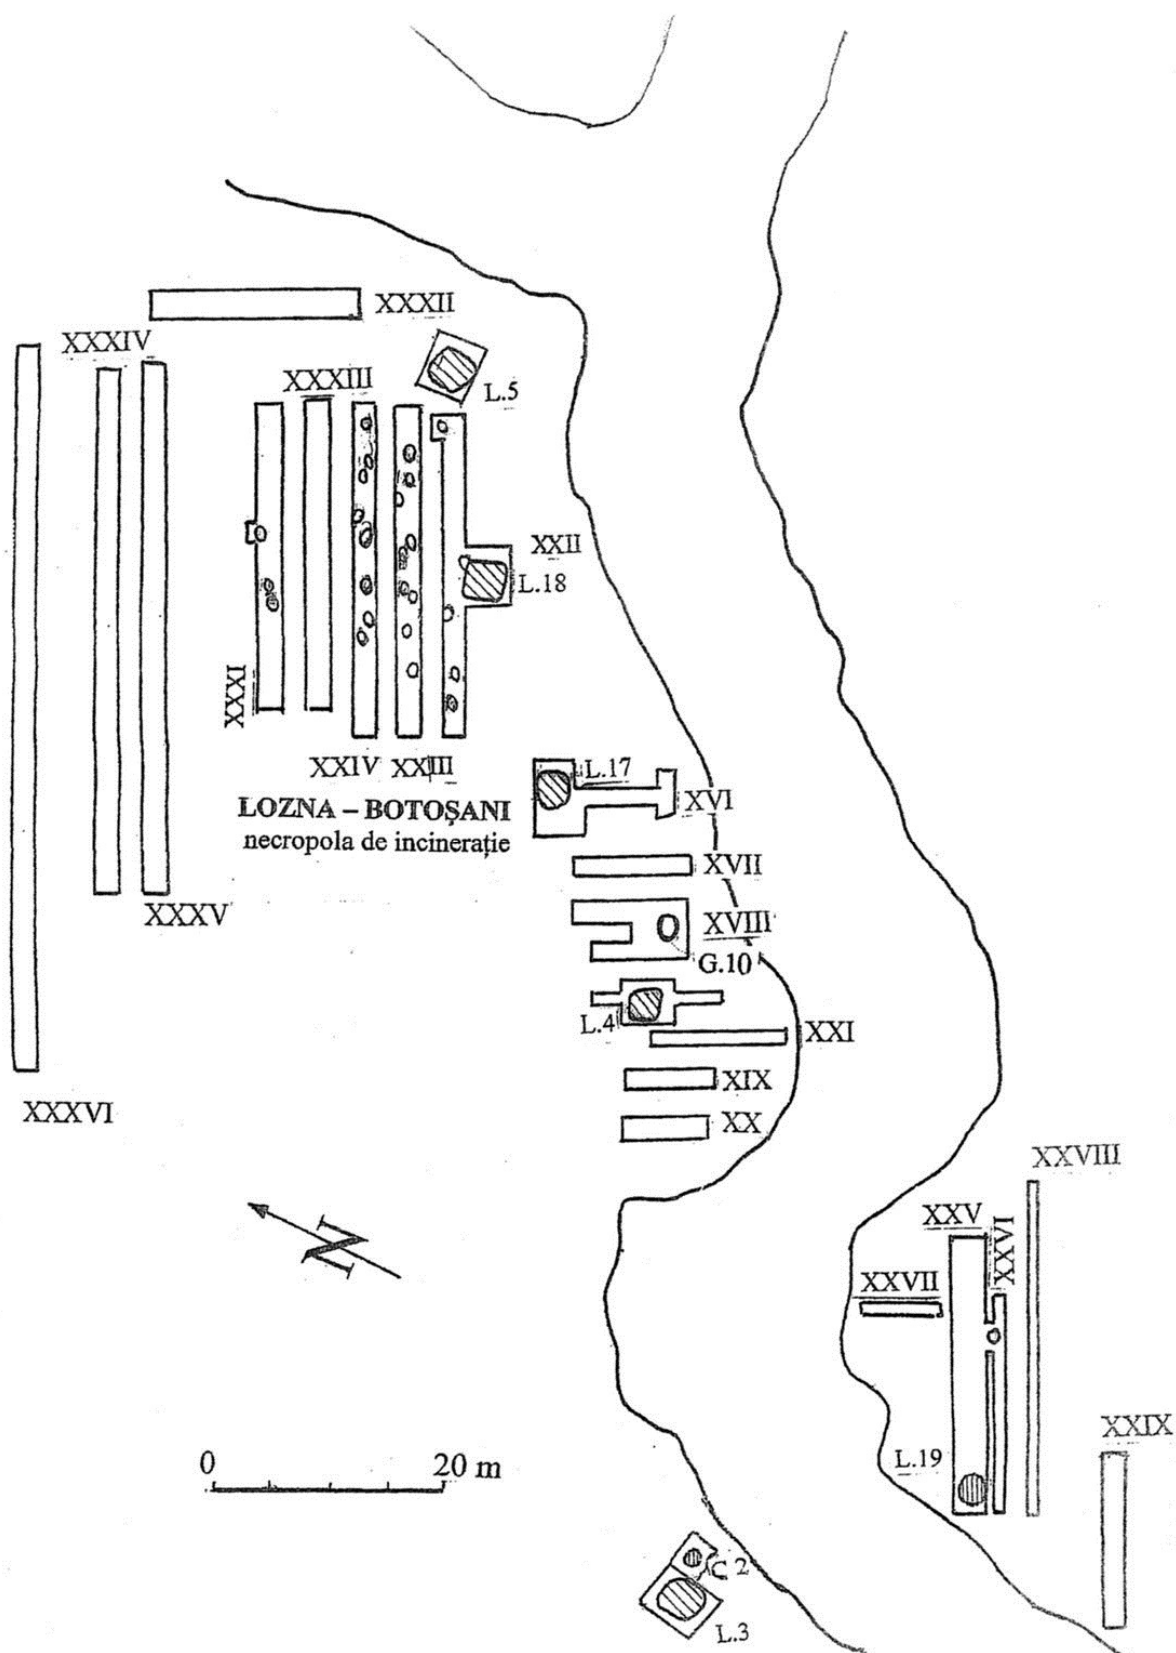 XXXII
XXXIV
XXXIII
L.5
XXII
L.18
XXXI
XXIV XXIII
L.17
LOZNA – BOTOȘANI
XVI
necropola de incinerație
XVII
XXXV
XVIII
G.10
L.4
XXI
XIX
XXXVI
XX
XXVIII
XXV
XXVI
N
XXVII
XXIX
0 20 m
L.19
C 2
L.3